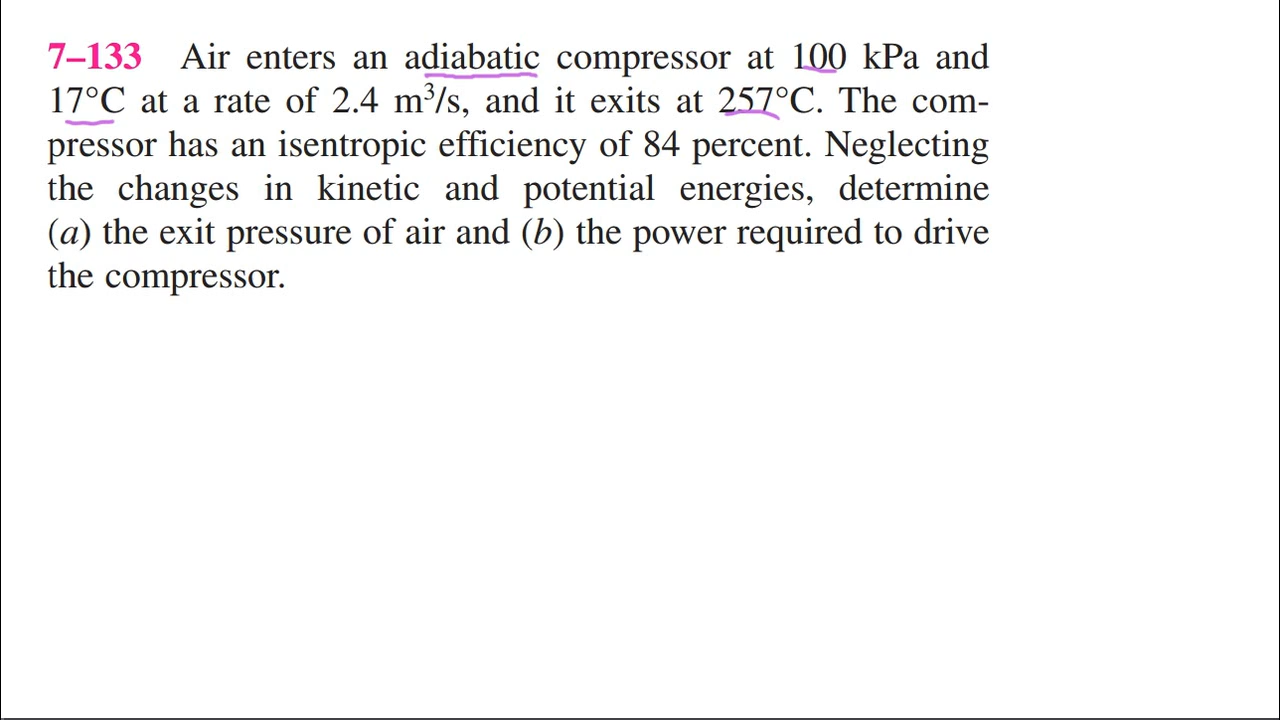 7–133 Air enters an adiabatic compressor at 100 kPa and
17°C at a rate of 2.4 m³/s, and it exits at 257°C. The com-
pressor has an isentropic efficiency of 84 percent. Neglecting
the changes in kinetic and potential energies, determine
(a) the exit pressure of air and (b) the power required to drive
the compressor.